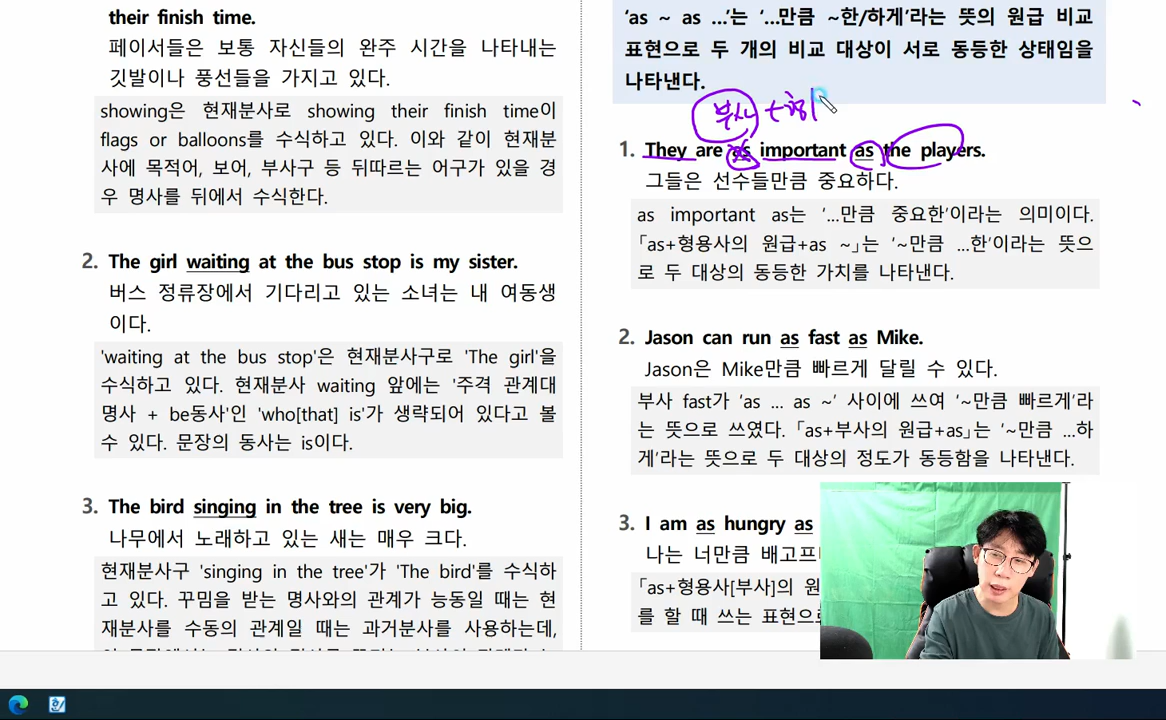 their finish time.
페이서들은 보통 자신들의 완주 시간을 나타내는
깃발이나 풍선들을 가지고 있다.
showing은 현재분사로 showing their finish time이
flags or balloons를 수식하고 있다. 이와 같이 현재분
사에 목적어, 보어, 부사구 등 뒤따르는 어구가 있을 경
우 명사를 뒤에서 수식한다.
2. The girl waiting at the bus stop is my sister.
버스 정류장에서 기다리고 있는 소녀는 내 여동생
이다.
'waiting at the bus stop'은 현재분사구로 'The girl'을
수식하고 있다. 현재분사 waiting 앞에는 '주격 관계대
명사 + be동사'인 'who[that] is'가 생략되어 있다고 볼
수 있다. 문장의 동사는 is이다.
3. The bird singing in the tree is very big.
나무에서 노래하고 있는 새는 매우 크다.
현재분사구 'singing in the tree'가 'The bird'를 수식하
고 있다. 꾸밈을 받는 명사와의 관계가 능동일 때는 현
재분사를 수동의 관계일 때는 과거분사를 사용하는데,
'as ~ as …'는 '…만큼 ~한/하게'라는 뜻의 원급 비교
표현으로 두 개의 비교 대상이 서로 동등한 상태임을
나타낸다.
부사 + 형
1. They are as important as the players.
그들은 선수들만큼 중요하다.
as important as는 '…만큼 중요한'이라는 의미이다.
「as+형용사의 원급+as ~」는 '~만큼 …한'이라는 뜻으
로 두 대상의 동등한 가치를 나타낸다.
2. Jason can run as fast as Mike.
Jason은 Mike만큼 빠르게 달릴 수 있다.
부사 fast가 'as … as ~' 사이에 쓰여 '~만큼 빠르게'라
는 뜻으로 쓰였다. 「as+부사의 원급+as」는 '~만큼 …하
게'라는 뜻으로 두 대상의 정도가 동등함을 나타낸다.
3. I am as hungry as
나는 너만큼 배고프
「as+형용사[부사]의 원
를 할 때 쓰는 표현으